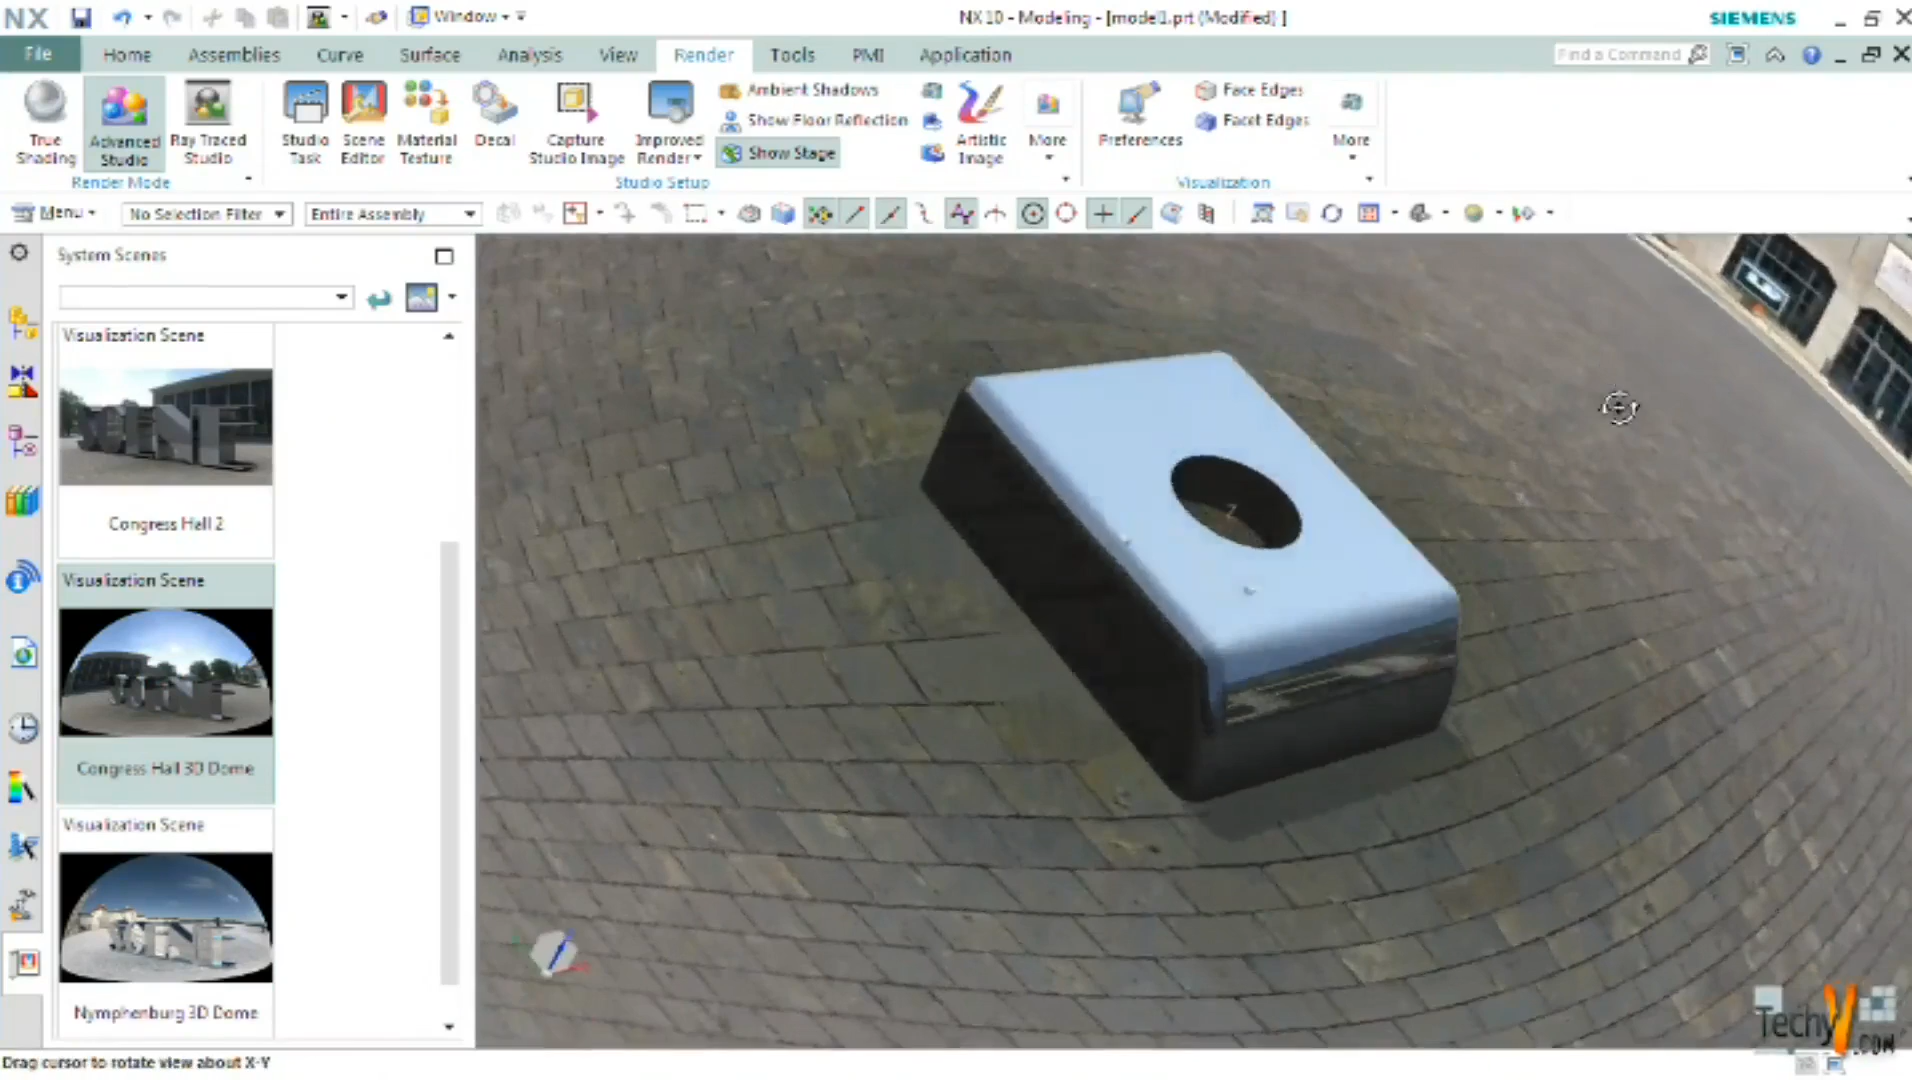 NX
Window
NX 10 - Modeling - [model1.prt (Modified) ]
SIEMENS
File
Home
Assemblies
Curve
Surface
Analysis
View
Render
Tools
PMI
Application
Find a Command
True Shading
Advanced Studio
Ray Traced Studio
Render Mode
Studio Task
Scene Editor
Material Texture
Decal
Capture Studio Image
Improved Render
Ambient Shadows
Show Floor Reflection
Show Stage
Artistic Image
More
Studio Setup
Preferences
Face Edges
Facet Edges
More
Visualization
Menu
No Selection Filter
Entire Assembly
System Scenes
Visualization Scene
Congress Hall 2
Visualization Scene
Congress Hall 3D Dome
Visualization Scene
Nymphenburg 3D Dome
Z
TechyV.COM
Drag cursor to rotate view about X-Y